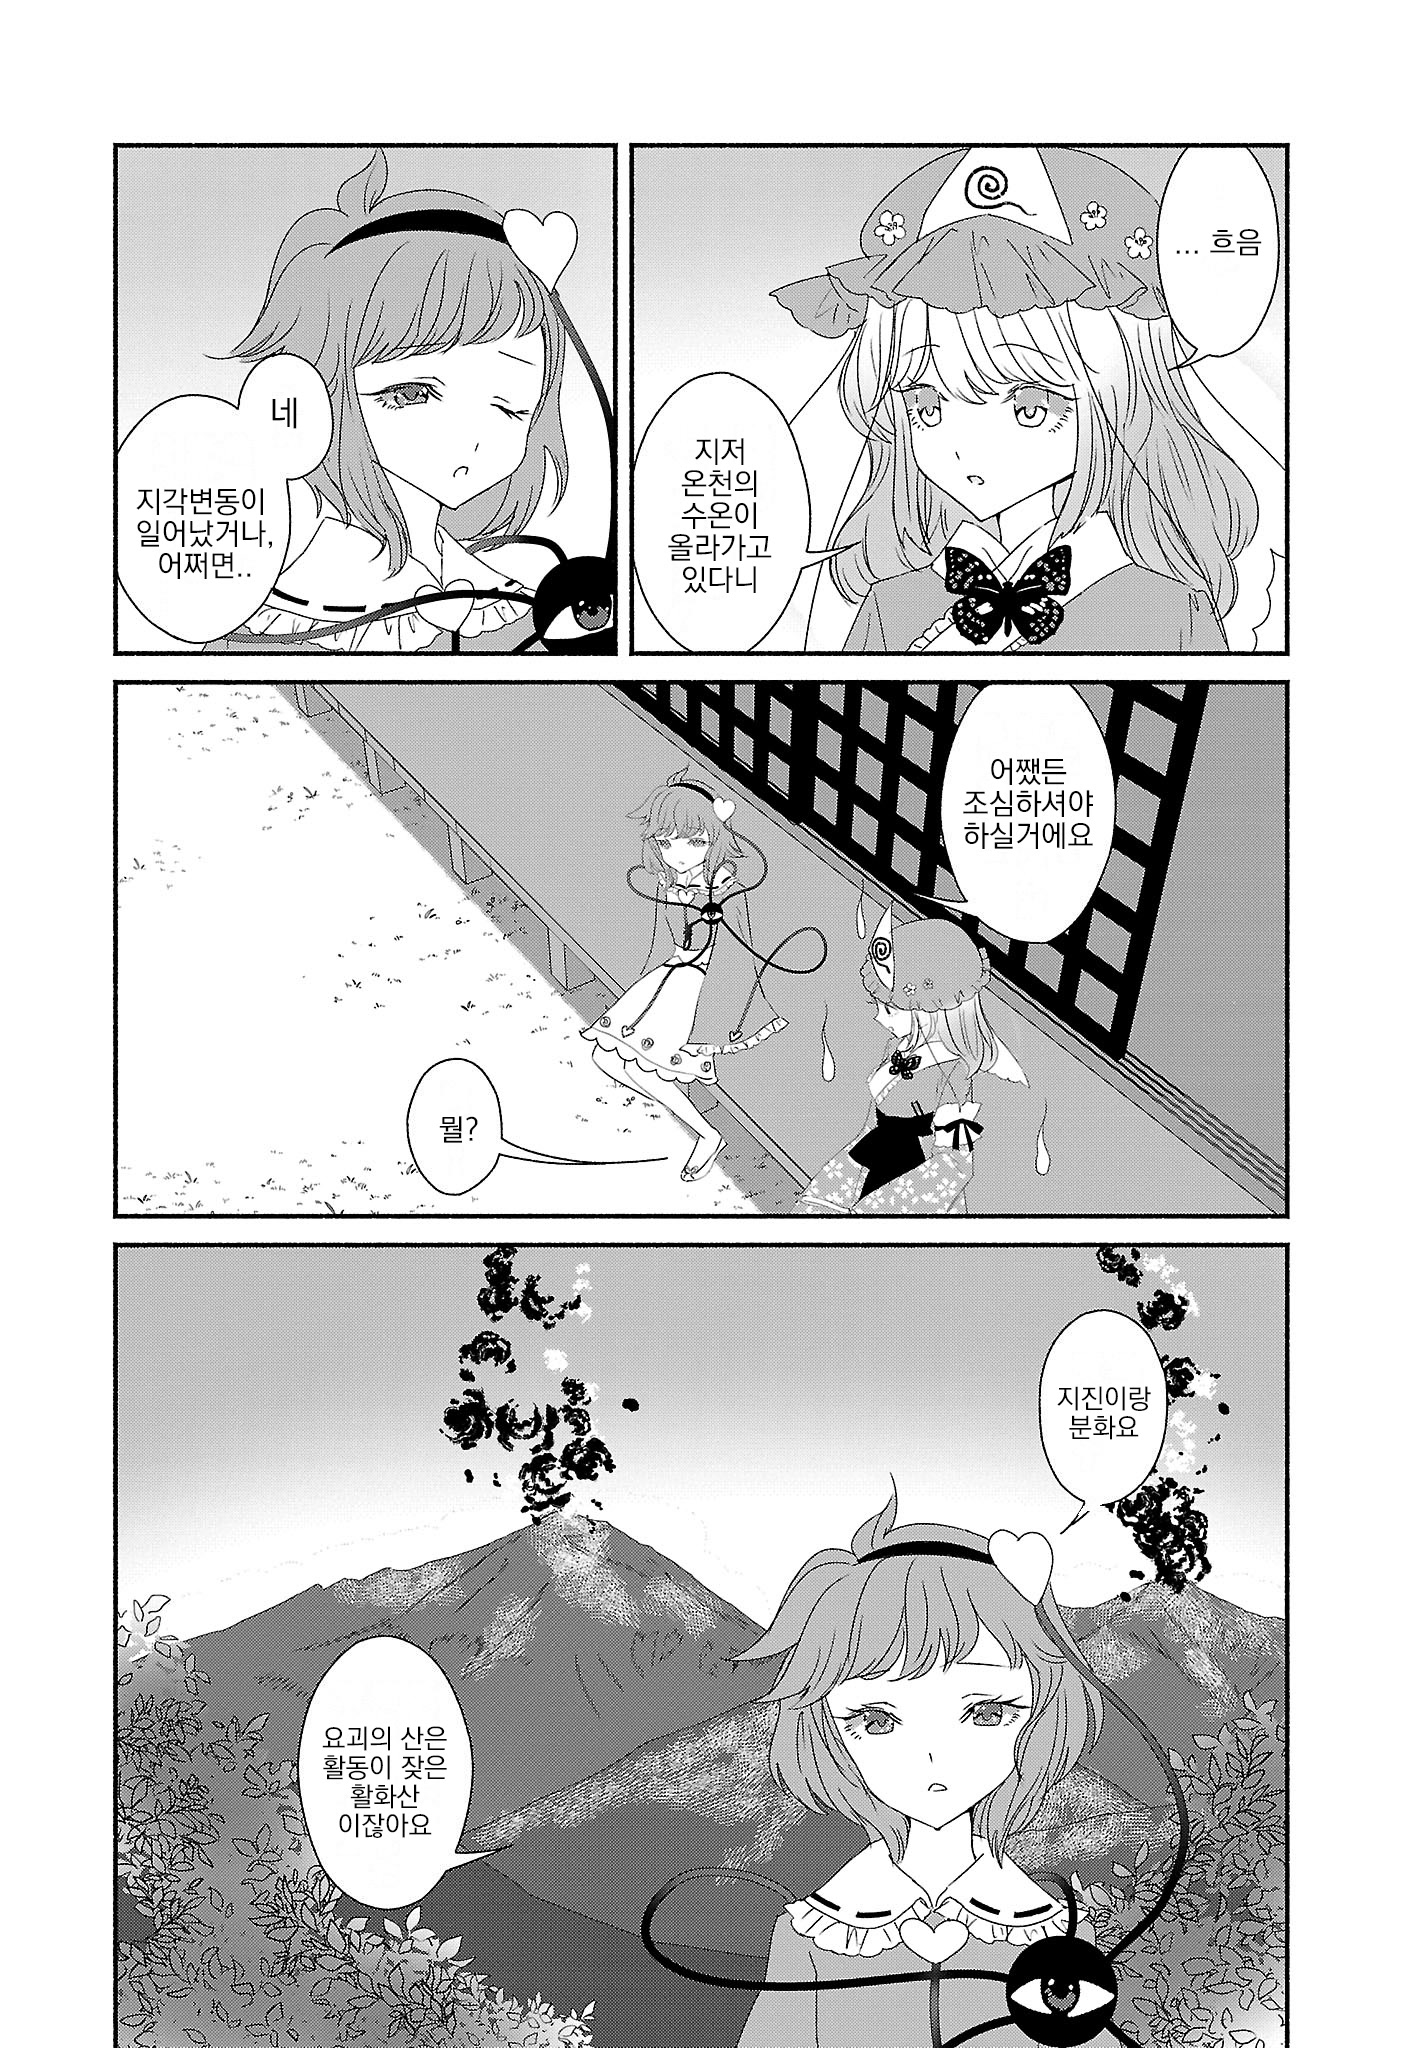 ... 흐음
지저
온천의
수온이
올라가고
있다니
네
지각변동이
일어났거나,
어쩌면..
어쨌든
조심하셔야
하실거에요
뭘?
지진이랑
분화요
요괴의 산은
활동이 잦은
활화산
이잖아요